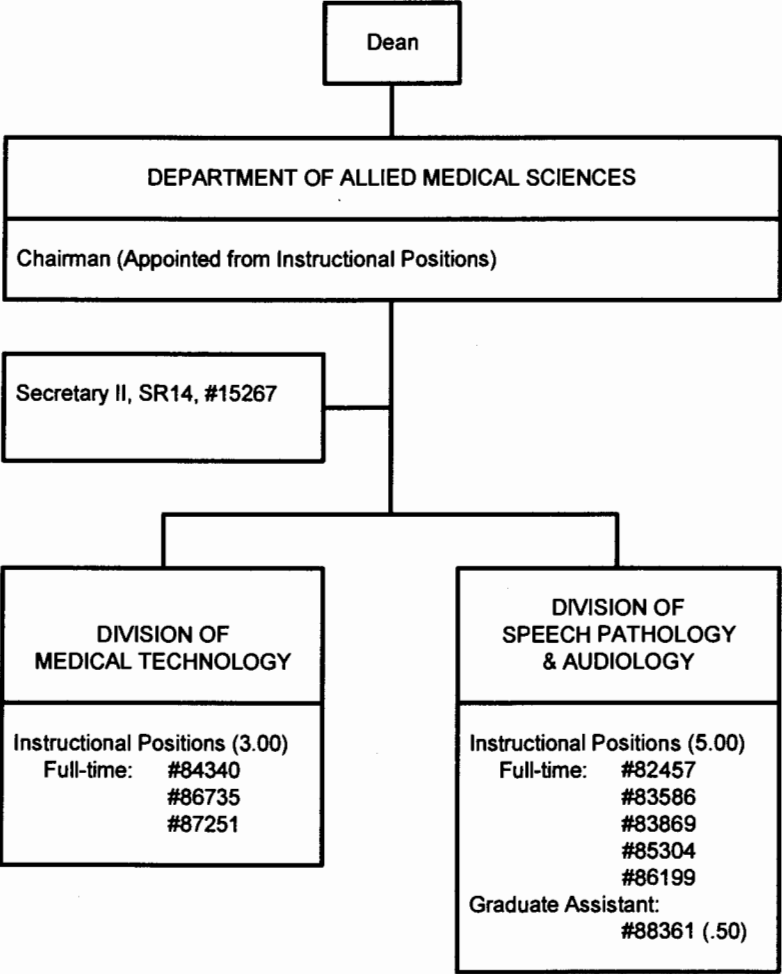 Dean
DEPARTMENT OF ALLIED MEDICAL SCIENCES
Chairman (Appointed from Instructional Positions)
Secretary II, SR14, #15267
DIVISION OF
MEDICAL TECHNOLOGY
Instructional Positions (3.00)
Full-time: #84340
#86735
#87251
DIVISION OF
SPEECH PATHOLOGY
& AUDIOLOGY
Instructional Positions (5.00)
Full-time: #82457
#83586
#83869
#85304
#86199
Graduate Assistant:
#88361 (.50)